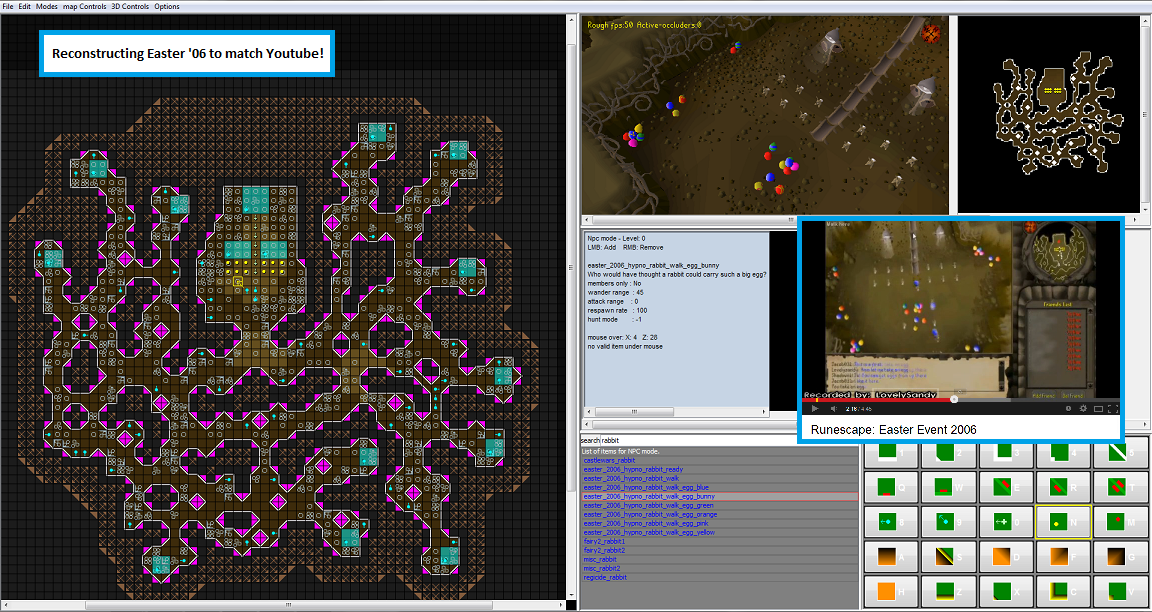 File Edit Modes map Controls 3D Controls Options
Reconstructing Easter '06 to match Youtube!
Rough fps:50 Active-occluders:0
Npc mode - Level: 0
LMB: Add RMB: Remove
easter_2006_hypno_rabbit_walk_egg_bunny
Who would have thought a rabbit could carry such a big egg?
members only : No
wander range : 45
attack range : 0
respawn rate : 100
hunt mode : -1
mouse over: X: 4 Z: 28
no valid item under mouse
Friends List
Recorded by: LovelySandy
2:16 / 4:45
Runescape: Easter Event 2006
search rabbit
List of items for NPC mode.
castlewars_rabbit
easter_2006_hypno_rabbit_ready
easter_2006_hypno_rabbit_walk
easter_2006_hypno_rabbit_walk_egg_blue
easter_2006_hypno_rabbit_walk_egg_bunny
easter_2006_hypno_rabbit_walk_egg_green
easter_2006_hypno_rabbit_walk_egg_orange
easter_2006_hypno_rabbit_walk_egg_pink
easter_2006_hypno_rabbit_walk_egg_yellow
fairy2_rabbit1
fairy2_rabbit2
misc_rabbit
misc_rabbit2
regicide_rabbit
1 2 3 4 5
Q W E R T
8 9 0 N M
A S D F G
H Z X C V